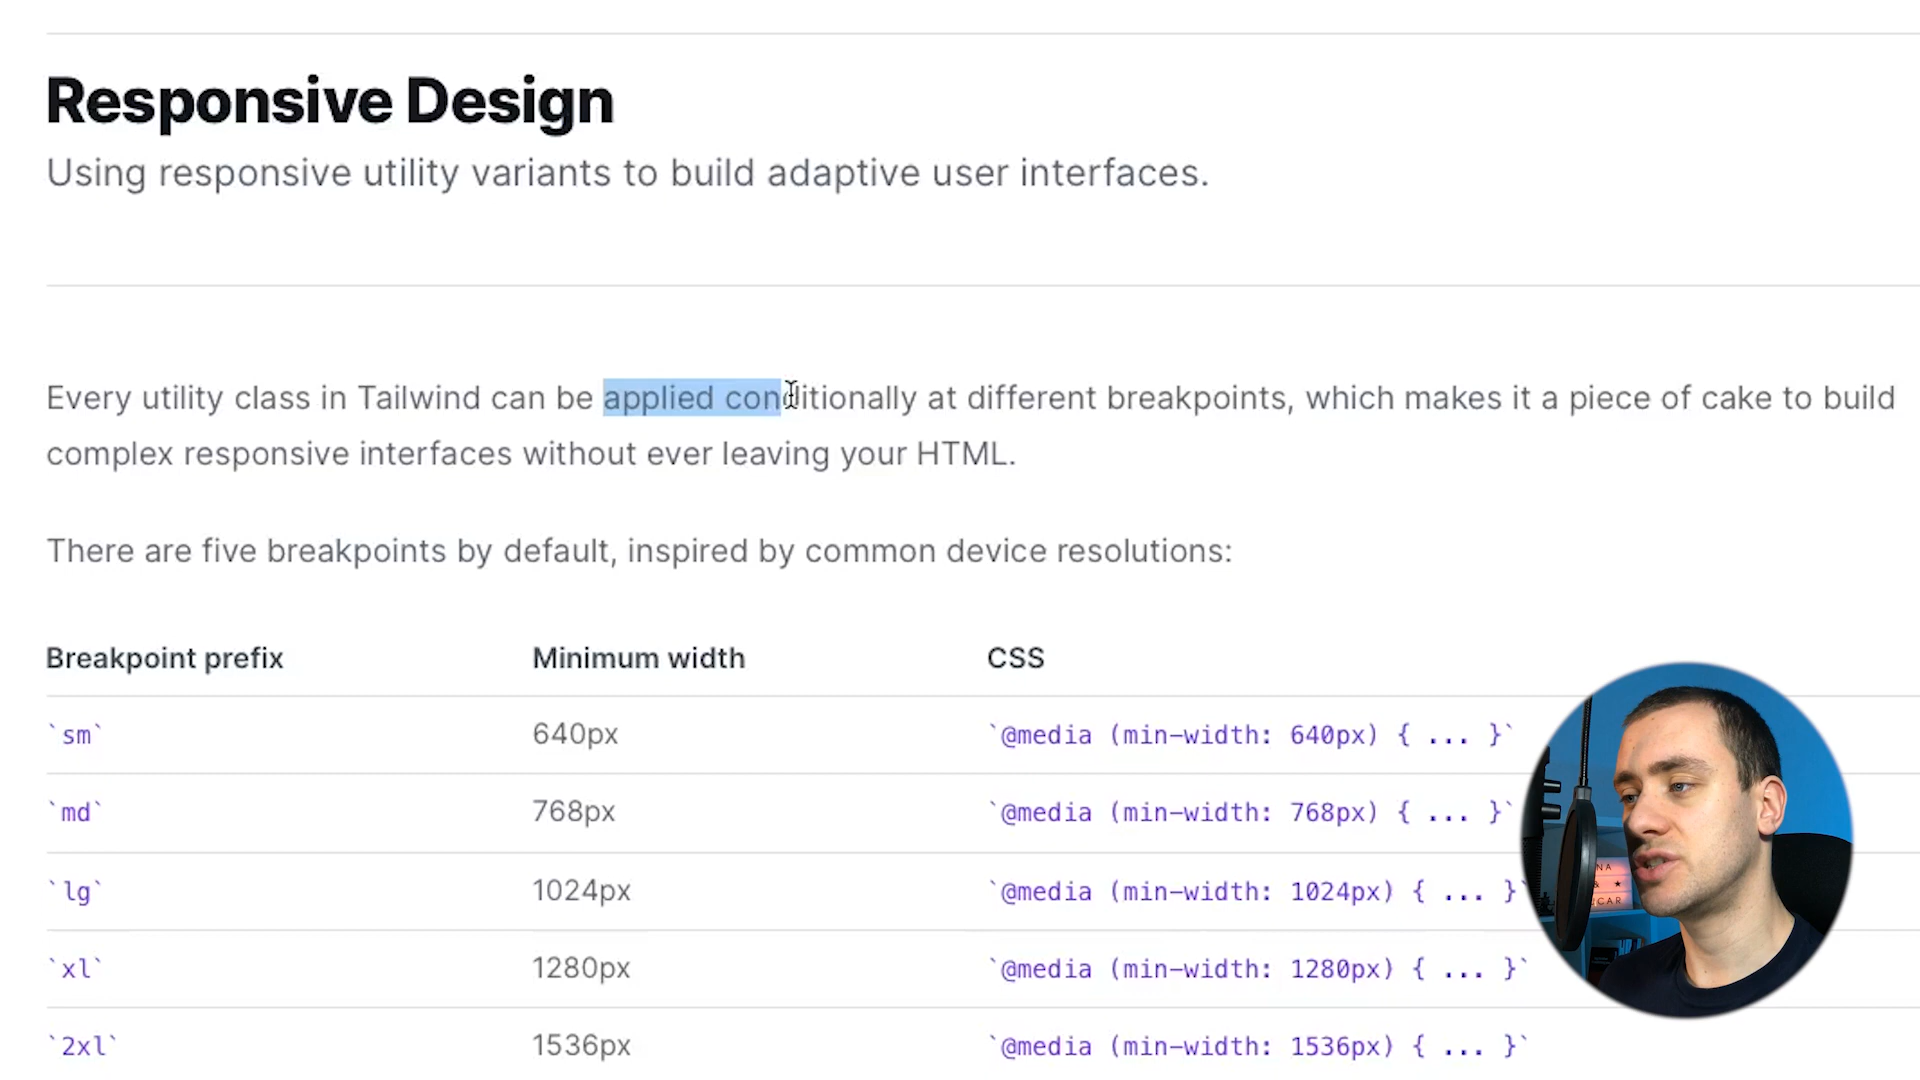 Responsive Design
Using responsive utility variants to build adaptive user interfaces.
Every utility class in Tailwind can be applied conditionally at different breakpoints, which makes it a piece of cake to build
complex responsive interfaces without ever leaving your HTML.
There are five breakpoints by default, inspired by common device resolutions:
Breakpoint prefix Minimum width CSS
`sm` 640px `@media (min-width: 640px) { ... }`
`md` 768px `@media (min-width: 768px) { ... }`
`lg` 1024px `@media (min-width: 1024px) { ... }`
`xl` 1280px `@media (min-width: 1280px) { ... }`
`2xl` 1536px `@media (min-width: 1536px) { ... }`